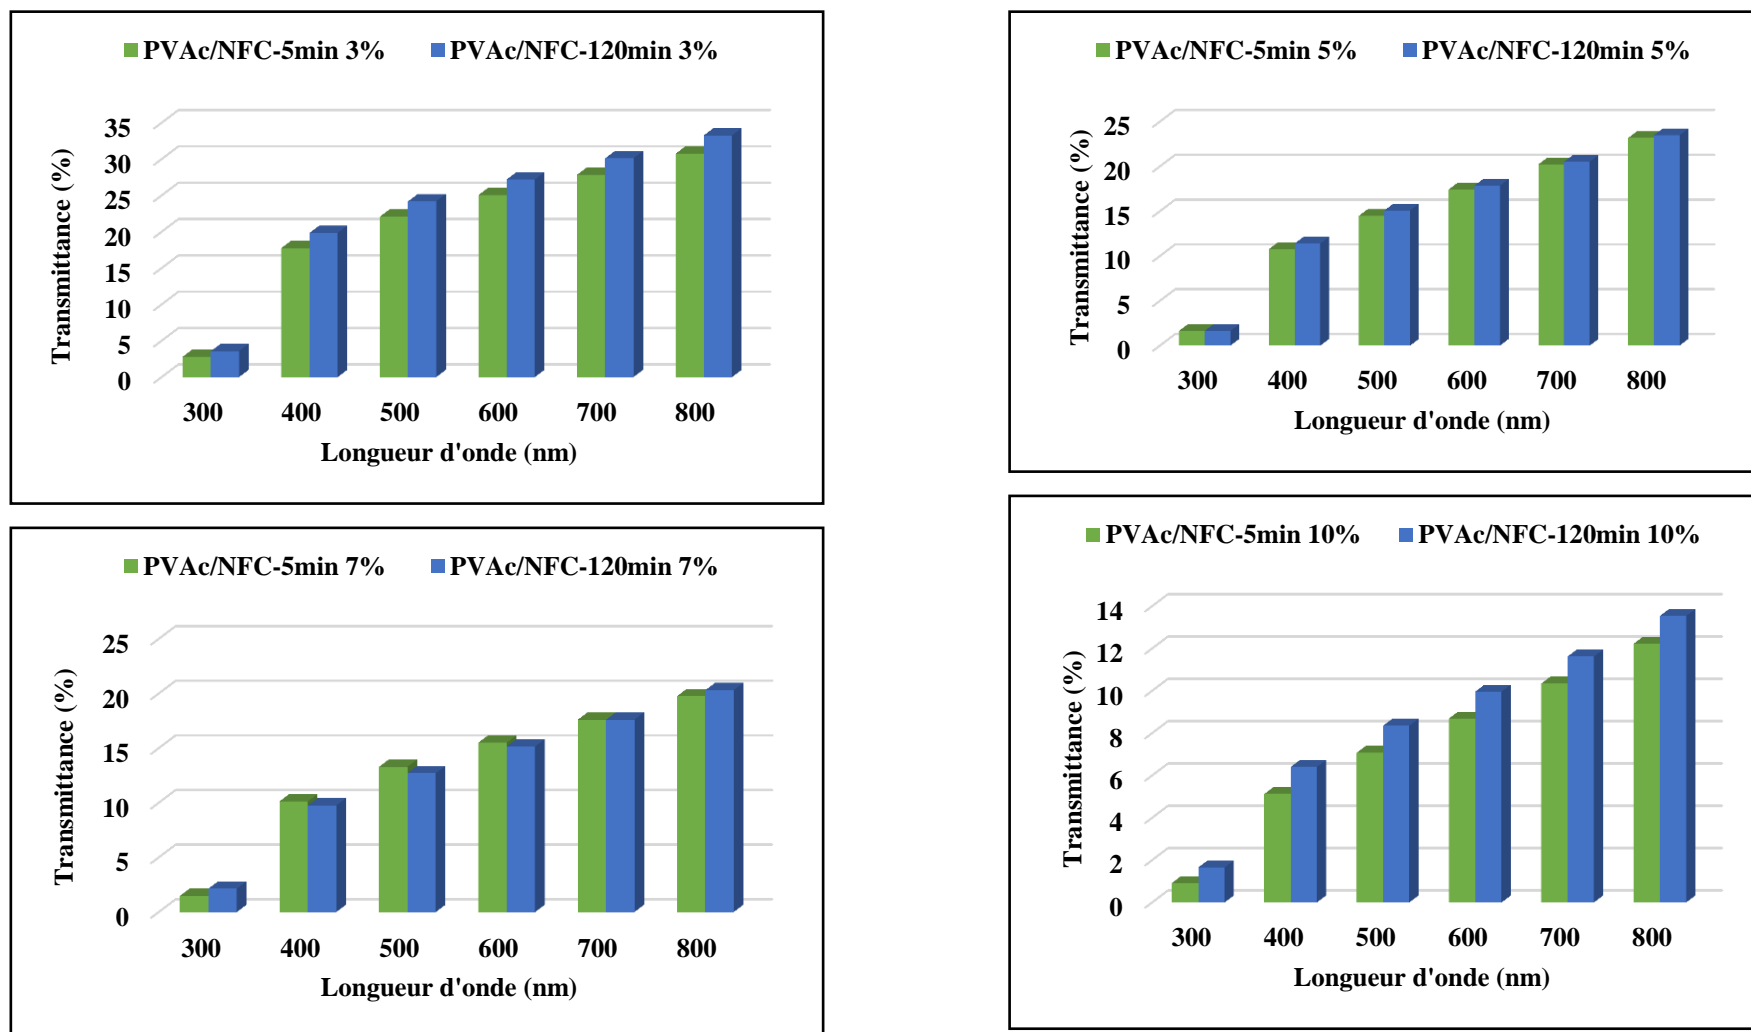 PVAc/NFC-5min 3% PVAc/NFC-120min 3%
Transmittance (%)
35
30
25
20
15
10
5
0
300 400 500 600 700 800
Longueur d'onde (nm)
PVAc/NFC-5min 5% PVAc/NFC-120min 5%
Transmittance (%)
25
20
15
10
5
0
300 400 500 600 700 800
Longueur d'onde (nm)
PVAc/NFC-5min 7% PVAc/NFC-120min 7%
Transmittance (%)
25
20
15
10
5
0
300 400 500 600 700 800
Longueur d'onde (nm)
PVAc/NFC-5min 10% PVAc/NFC-120min 10%
Transmittance (%)
14
12
10
8
6
4
2
0
300 400 500 600 700 800
Longueur d'onde (nm)